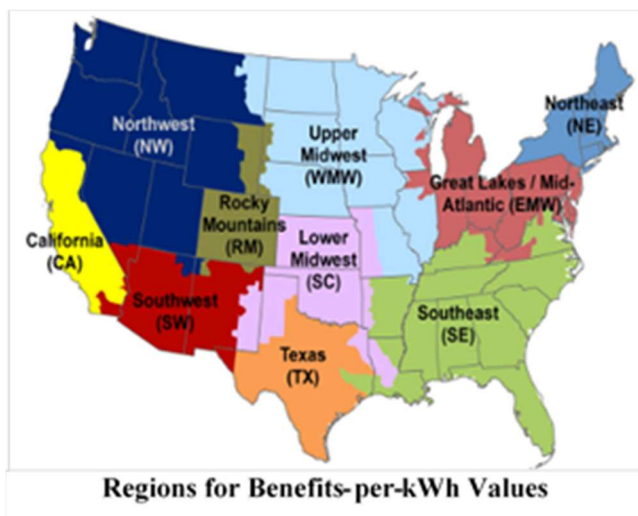 Northwest
(NW)
Upper
Midwest
(WMW)
Northeast
(NE)
Great Lakes / Mid-
Atlantic (EMW)
Rocky
Mountains
(RM)
California
(CA)
Lower
Midwest
(SC)
Southwest
(SW)
Southeast
(SE)
Texas
(TX)
Regions for Benefits-per-kWh Values